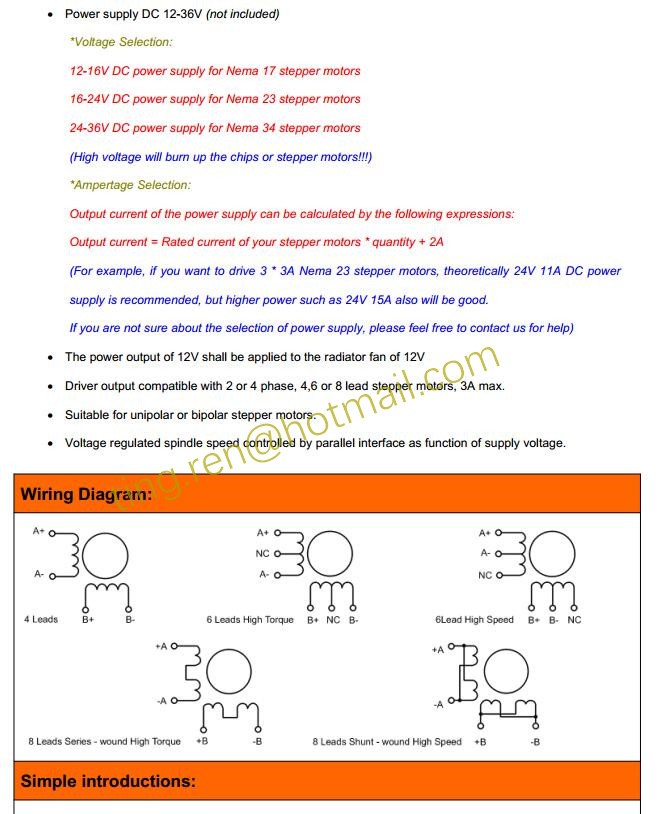 • Power supply DC 12-36V (not included)
*Voltage Selection:
12-16V DC power supply for Nema 17 stepper motors
16-24V DC power supply for Nema 23 stepper motors
24-36V DC power supply for Nema 34 stepper motors
(High voltage will burn up the chips or stepper motors!!!)
*Ampertage Selection:
Output current of the power supply can be calculated by the following expressions:
Output current = Rated current of your stepper motors * quantity + 2A
(For example, if you want to drive 3 * 3A Nema 23 stepper motors, theoretically 24V 11A DC power
supply is recommended, but higher power such as 24V 15A also will be good.
If you are not sure about the selection of power supply, please feel free to contact us for help)
• The power output of 12V shall be applied to the radiator fan of 12V
• Driver output compatible with 2 or 4 phase, 4,6 or 8 lead stepper motors, 3A max.
• Suitable for unipolar or bipolar stepper motors.
• Voltage regulated spindle speed controlled by parallel interface as function of supply voltage.
ting.ren@hotmail.com
Wiring Diagram:
A+ A+ A+
NC A-
A- A- NC
4 Leads B+ B- 6 Leads High Torque B+ NC B- 6Lead High Speed B+ B- NC
+A +A
-A -A
8 Leads Series - wound High Torque +B -B 8 Leads Shunt - wound High Speed +B -B
Simple introductions: